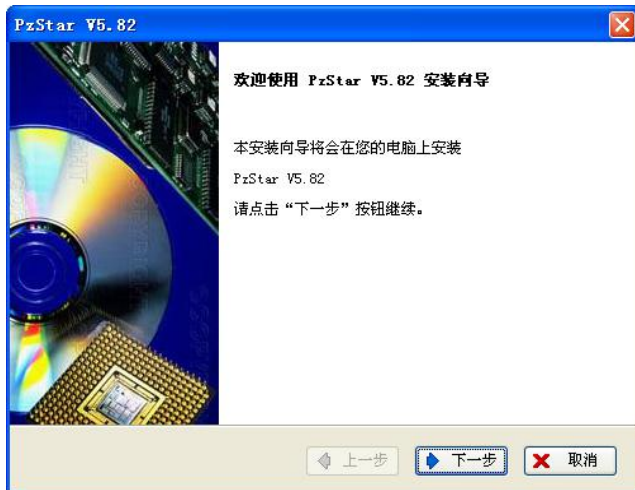 PzStar V5.82
欢迎使用 PzStar V5.82 安装向导
本安装向导将会在您的电脑上安装
PzStar V5.82
请点击“下一步”按钮继续。
上一步 下一步 取消